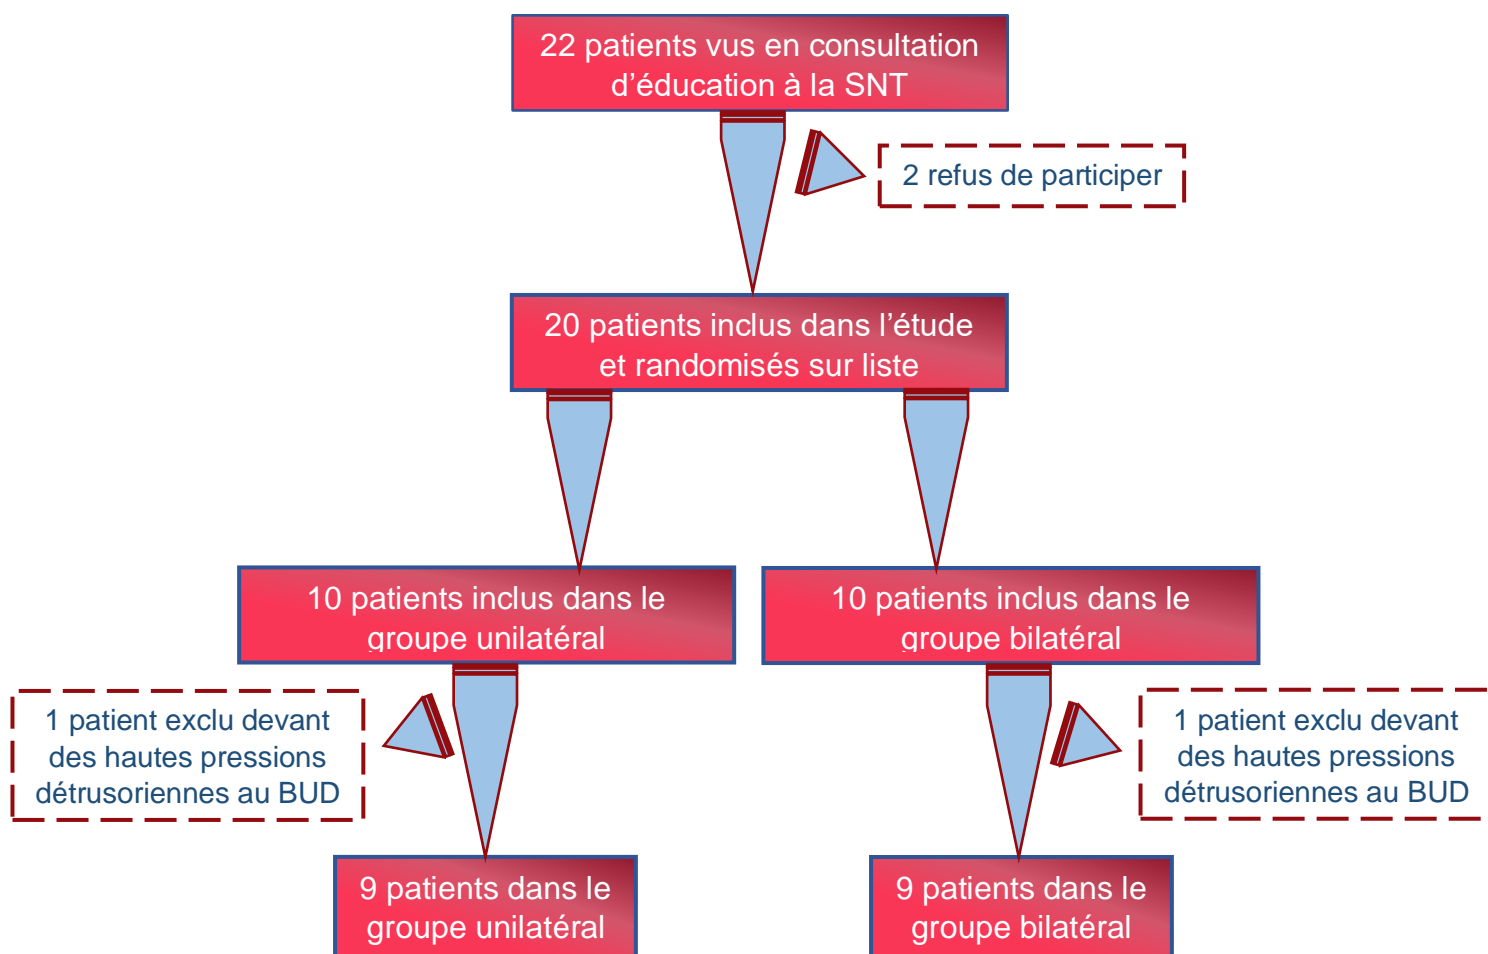 22 patients vus en consultation
d’éducation à la SNT
2 refus de participer
20 patients inclus dans l’étude
et randomisés sur liste
10 patients inclus dans le
groupe unilatéral
10 patients inclus dans le
groupe bilatéral
1 patient exclu devant
des hautes pressions
détrusoriennes au BUD
1 patient exclu devant
des hautes pressions
détrusoriennes au BUD
9 patients dans le
groupe unilatéral
9 patients dans le
groupe bilatéral